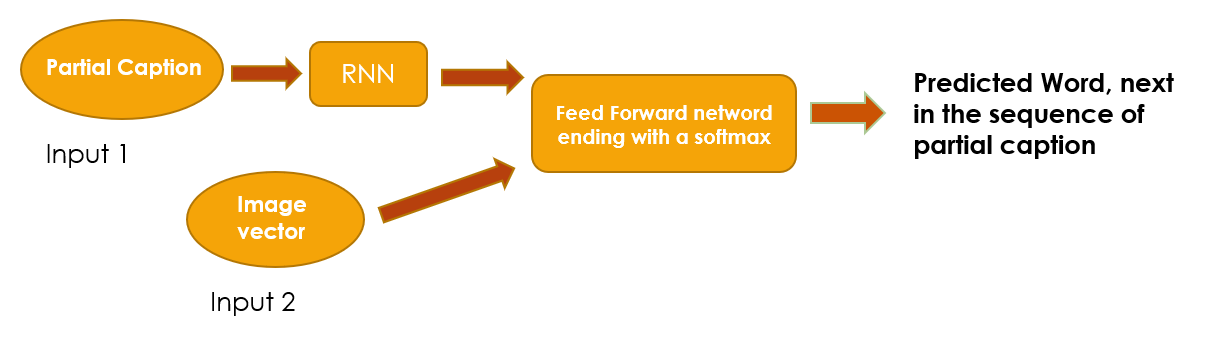 Partial Caption
RNN
Input 1
Image
vector
Input 2
Feed Forward netword
ending with a softmax
Predicted Word, next
in the sequence of
partial caption